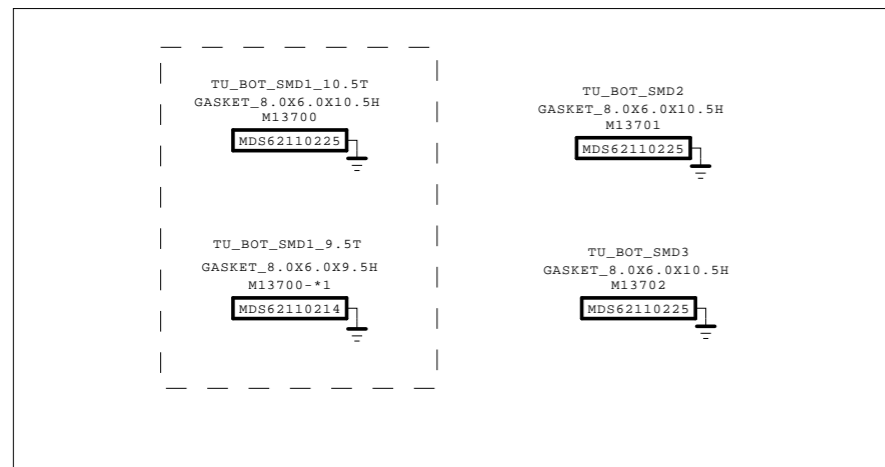 TU_BOT_SMD1_10.5T
GASKET_8.0X6.0X10.5H
M13700
MDS62110225
TU_BOT_SMD2
GASKET_8.0X6.0X10.5H
M13701
MDS62110225
TU_BOT_SMD1_9.5T
GASKET_8.0X6.0X9.5H
M13700-*1
MDS62110214
TU_BOT_SMD3
GASKET_8.0X6.0X10.5H
M13702
MDS62110225